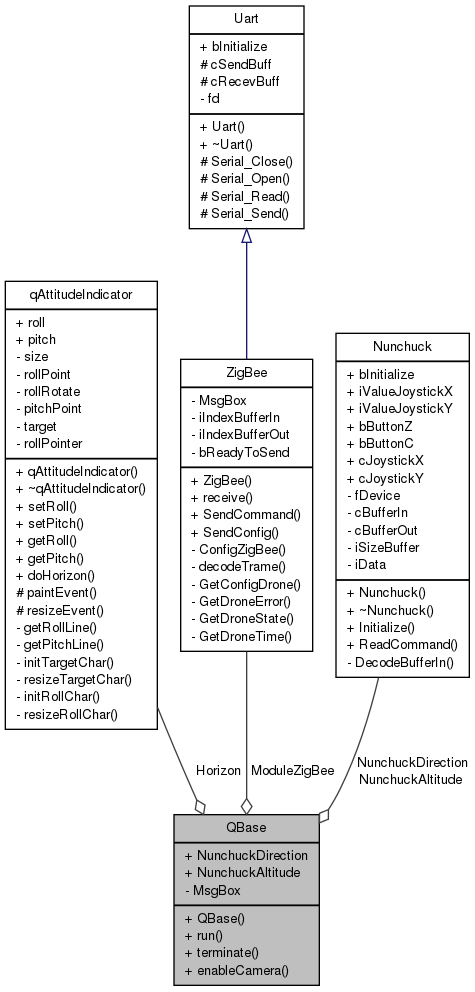 Uart
+ bInitialize
# cSendBuff
# cRecevBuff
- fd
+ Uart()
+ ~Uart()
# Serial_Close()
# Serial_Open()
# Serial_Read()
# Serial_Send()
qAttitudeIndicator
+ roll
+ pitch
- size
- rollPoint
- rollRotate
- pitchPoint
- target
- rollPointer
+ qAttitudeIndicator()
+ ~qAttitudeIndicator()
+ setRoll()
+ setPitch()
+ getRoll()
+ getPitch()
+ doHorizon()
# paintEvent()
# resizeEvent()
- getRollLine()
- getPitchLine()
- initTargetChar()
- resizeTargetChar()
- initRollChar()
- resizeRollChar()
ZigBee
- MsgBox
- iIndexBufferIn
- iIndexBufferOut
- bReadyToSend
+ ZigBee()
+ receive()
+ SendCommand()
+ SendConfig()
- ConfigZigBee()
- decodeTrame()
- GetConfigDrone()
- GetDroneError()
- GetDroneState()
- GetDroneTime()
Nunchuck
+ bInitialize
+ iValueJoystickX
+ iValueJoystickY
+ bButtonZ
+ bButtonC
+ cJoystickX
+ cJoystickY
- fDevice
- cBufferIn
- cBufferOut
- iSizeBuffer
- iData
+ Nunchuck()
+ ~Nunchuck()
+ Initialize()
+ ReadCommand()
- DecodeBufferIn()
Horizon
ModuleZigBee
NunchuckDirection
NunchuckAltitude
QBase
+ NunchuckDirection
+ NunchuckAltitude
- MsgBox
+ QBase()
+ run()
+ terminate()
+ enableCamera()